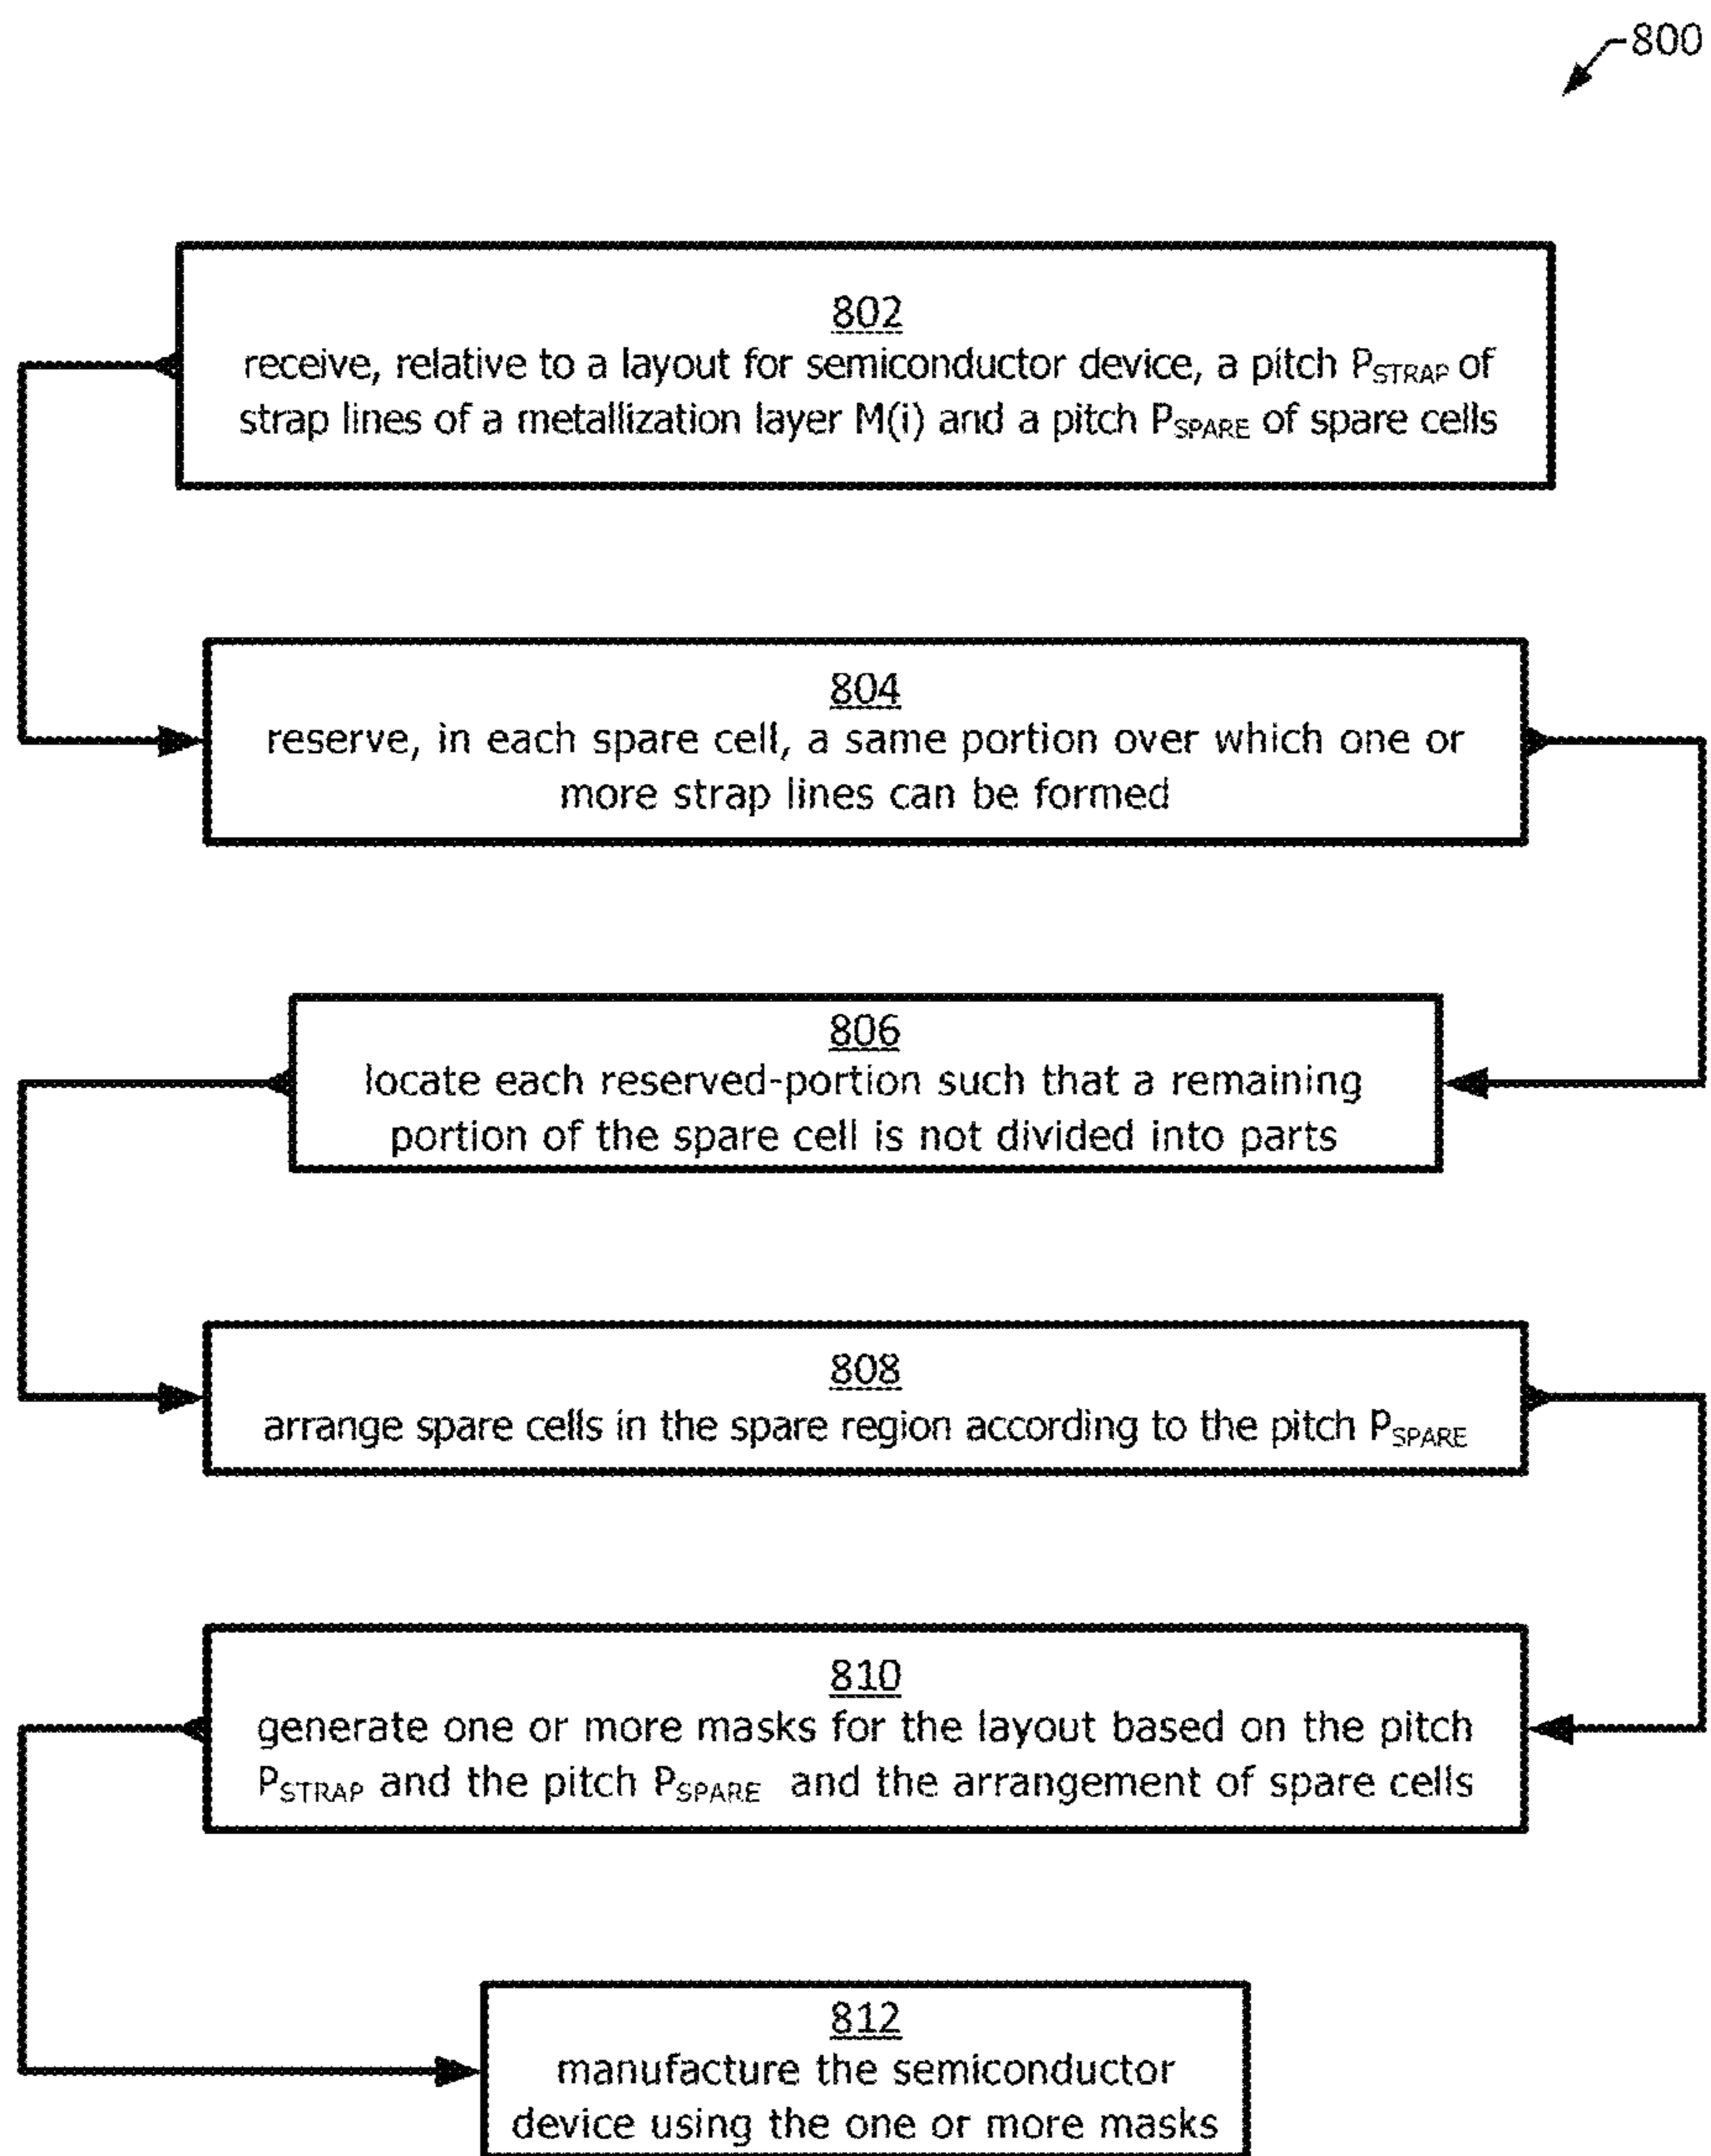 800
802
receive, relative to a layout for semiconductor device, a pitch PSTRAP of
strap lines of a metallization layer M(i) and a pitch PSPARE of spare cells
804
reserve, in each spare cell, a same portion over which one or
more strap lines can be formed
806
locate each reserved-portion such that a remaining
portion of the spare cell is not divided into parts
808
arrange spare cells in the spare region according to the pitch PSPARE
810
generate one or more masks for the layout based on the pitch
PSTRAP and the pitch PSPARE and the arrangement of spare cells
812
manufacture the semiconductor
device using the one or more masks